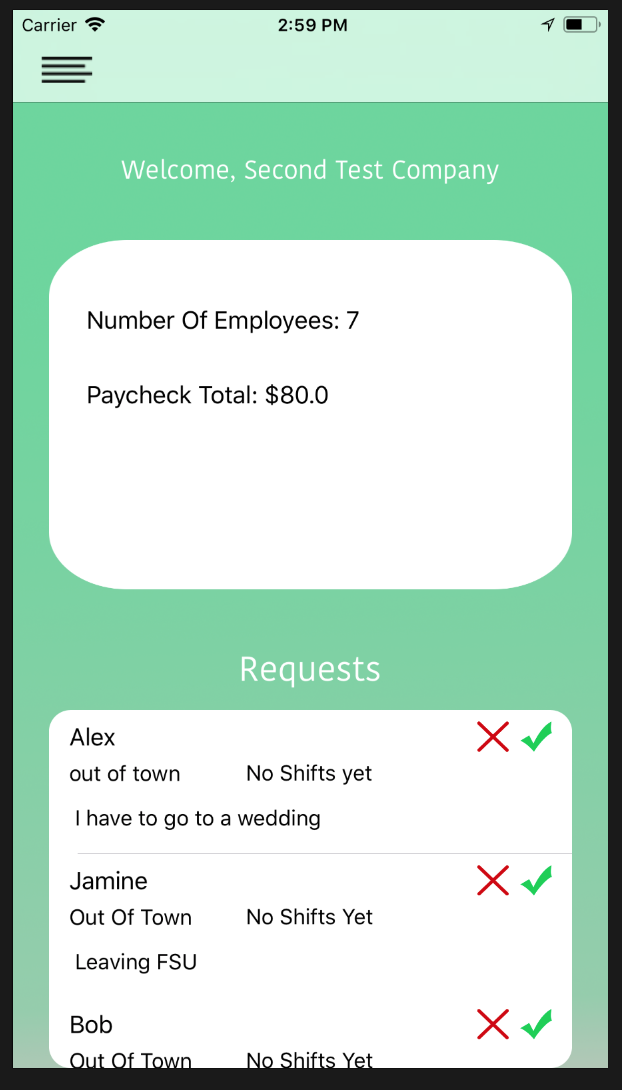 Carrier 2:59 PM
Welcome, Second Test Company
Number Of Employees: 7
Paycheck Total: $80.0
Requests
Alex
out of town No Shifts yet
I have to go to a wedding
Jamine
Out Of Town No Shifts Yet
Leaving FSU
Bob
Out Of Town No Shifts Yet